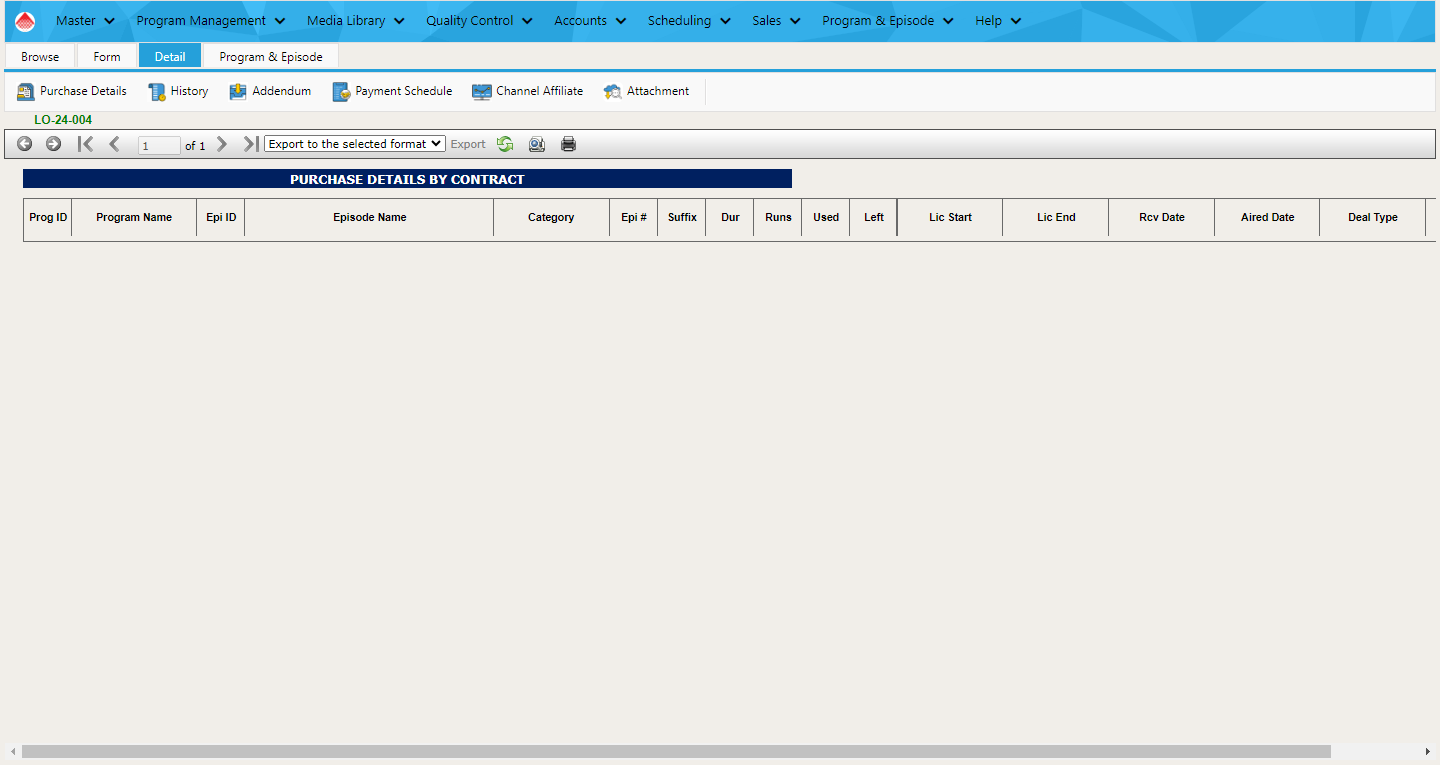 Master Program Management Media Library Quality Control Accounts Scheduling Sales Program & Episode Help
Browse Form Detail Program & Episode
Purchase Details History Addendum Payment Schedule Channel Affiliate Attachment
LO-24-004
1 of 1 Export to the selected format Export
PURCHASE DETAILS BY CONTRACT
Prog ID Program Name Epi ID Episode Name Category Epi # Suffix Dur Runs Used Left Lic Start Lic End Rcv Date Aired Date Deal Type